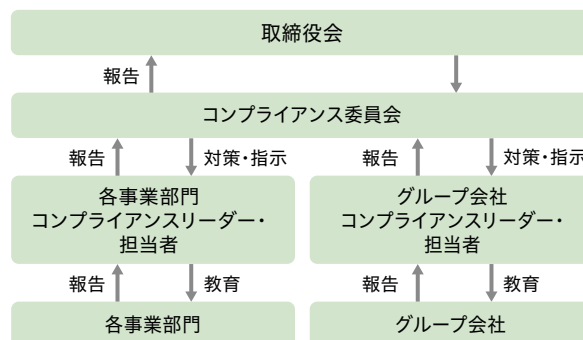 取締役会
報告
コンプライアンス委員会
報告
対策・指示
報告
対策・指示
各事業部門
コンプライアンスリーダー・
担当者
グループ会社
コンプライアンスリーダー・
担当者
報告
教育
報告
教育
各事業部門
グループ会社